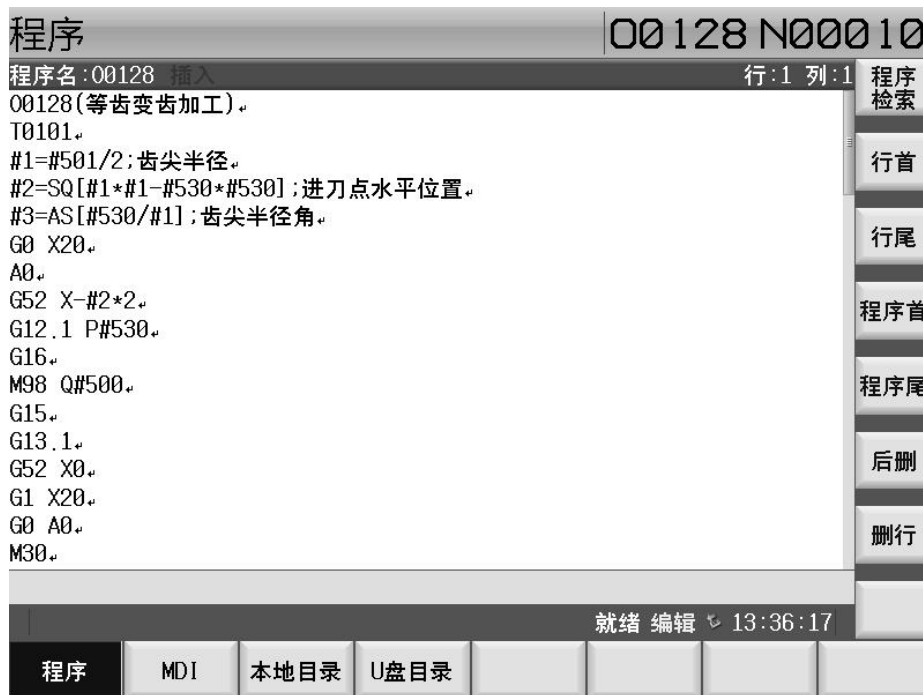 程序
O0128 N00010
程序名:O0128 插入 行:1 列:1
O0128(等齿变齿加工)
T0101
#1=#501/2;齿尖半径
#2=SQ[#1*#1-#530*#530];进刀点水平位置
#3=AS[#530/#1];齿尖半径角
G0 X20
A0
G52 X-#2*2
G12.1 P#530
G16
M98 Q#500
G15
G13.1
G52 X0
G1 X20
G0 A0
M30
程序
检索
行首
行尾
程序首
程序尾
后删
删行
就绪 编辑 13:36:17
程序
MDI
本地目录
U盘目录